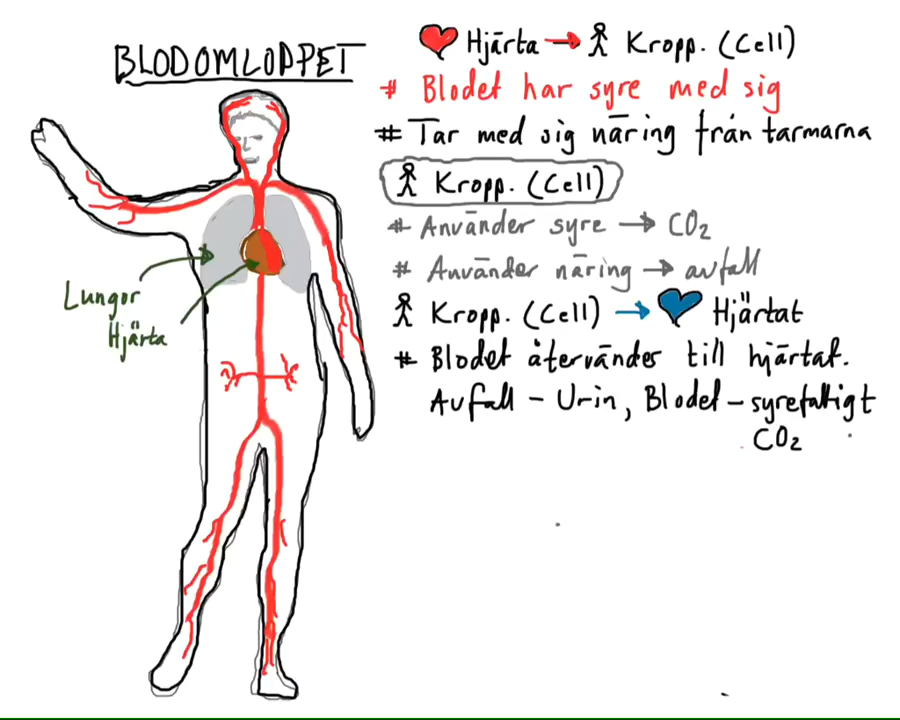 BLODOMLOPPET
Hjärta → Kropp. (Cell)
# Blodet har syre med sig
# Tar med sig näring från tarmarna
Kropp. (Cell)
# Använder syre → CO₂
# Använder näring → avfall
Kropp. (Cell) → Hjärtat
# Blodet återvänder till hjärtat.
Avfall - Urin, Blodet - syrefattigt
CO₂
Lungor
Hjärta